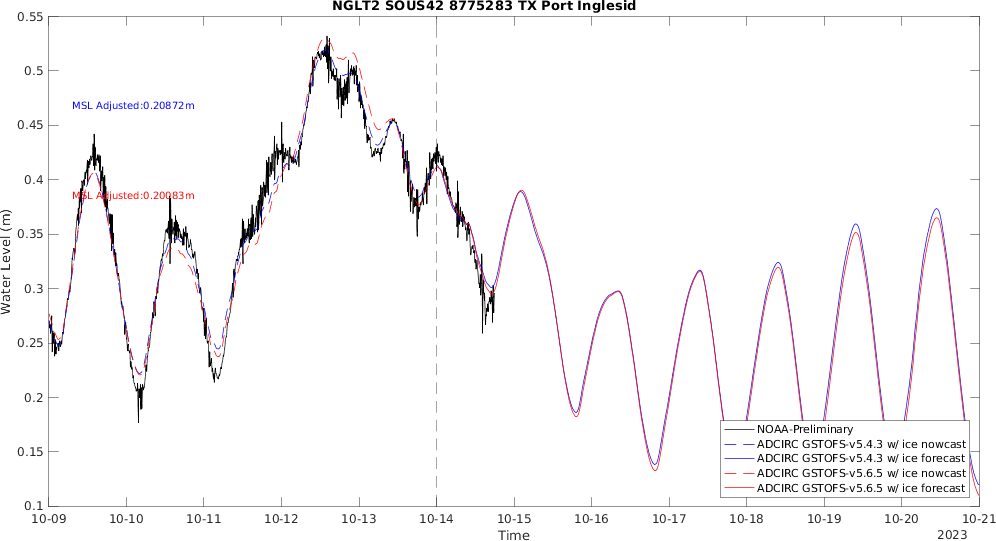 NGLT2 SOUS42 8775283 TX Port Inglesid
Water Level (m)
0.55
0.5
0.45
0.4
0.35
0.3
0.25
0.2
0.15
0.1
MSL Adjusted:0.20872m
MSL Adjusted:0.20083m
NOAA-Preliminary
ADCIRC GSTOFS-v5.4.3 w/ ice nowcast
ADCIRC GSTOFS-v5.4.3 w/ ice forecast
ADCIRC GSTOFS-v5.6.5 w/ ice nowcast
ADCIRC GSTOFS-v5.6.5 w/ ice forecast
10-09 10-10 10-11 10-12 10-13 10-14 10-15 10-16 10-17 10-18 10-19 10-20 10-21
Time
2023